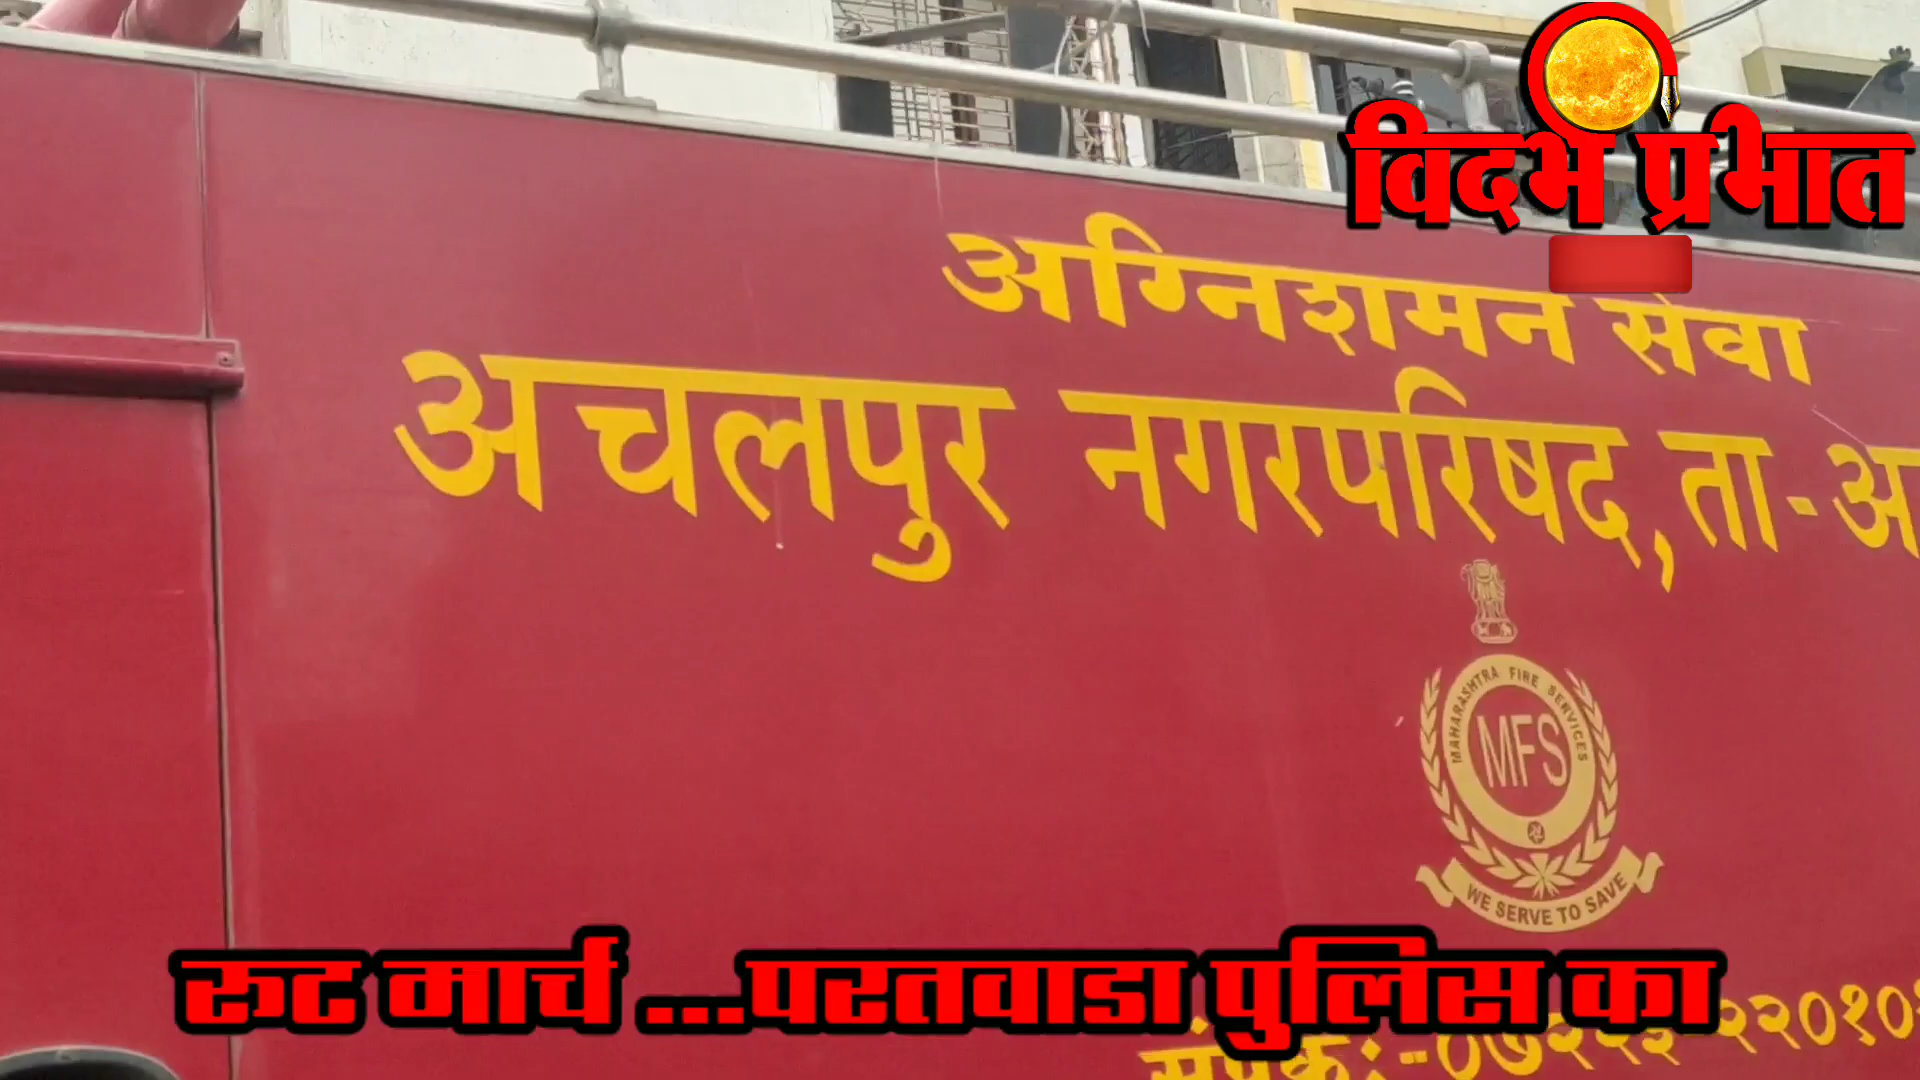 विदर्भ प्रभात
अग्निशमन सेवा
अचलपुर नगरपरिषद, ता-अ
MAHARASHTRA FIRE SERVICES
MFS
WE SERVE TO SAVE
रूट मार्च ...परतवाडा पुलिस का